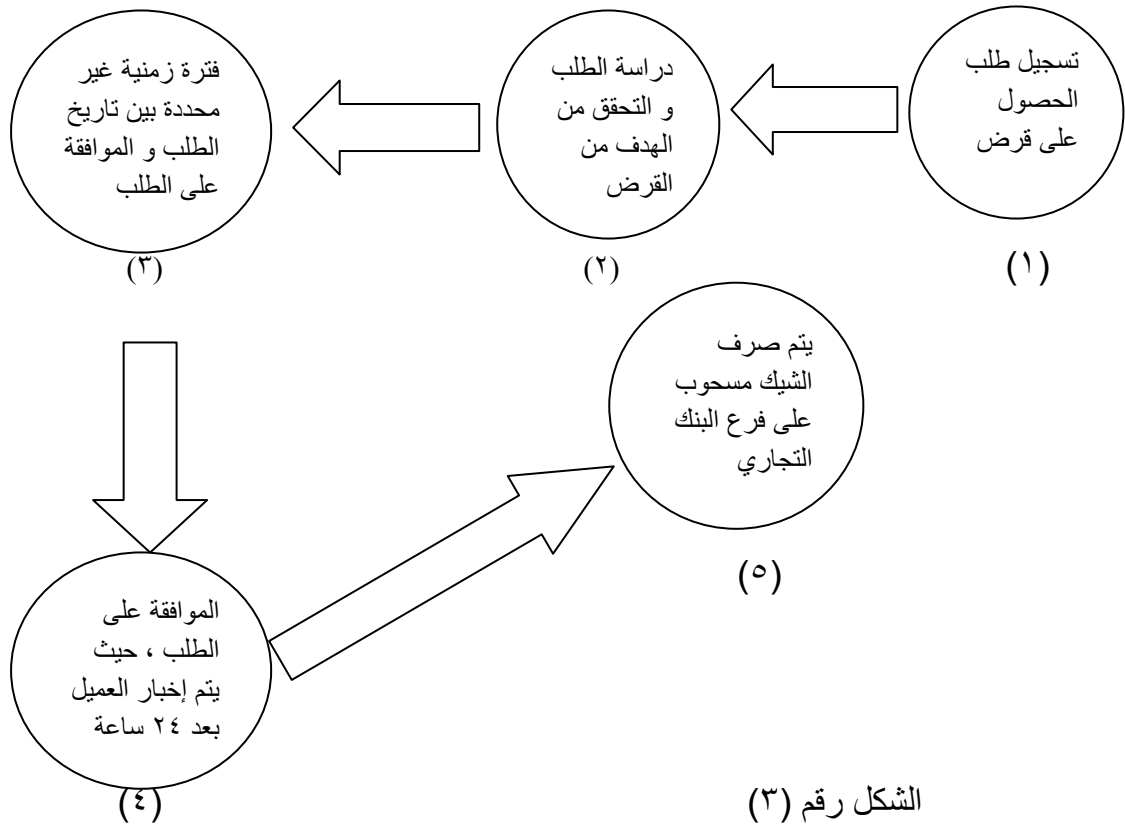 تسجيل طلب
الحصول
على قرض
(١)
دراسة الطلب
و التحقق من
الهدف من
القرض
(٢)
فترة زمنية غير
محددة بين تاريخ
الطلب و الموافقة
على الطلب
(٣)
الموافقة على
الطلب ، حيث
يتم إخبار العميل
بعد ٢٤ ساعة
(٤)
يتم صرف
الشيك مسحوب
على فرع البنك
التجاري
(٥)
الشكل رقم (٣)